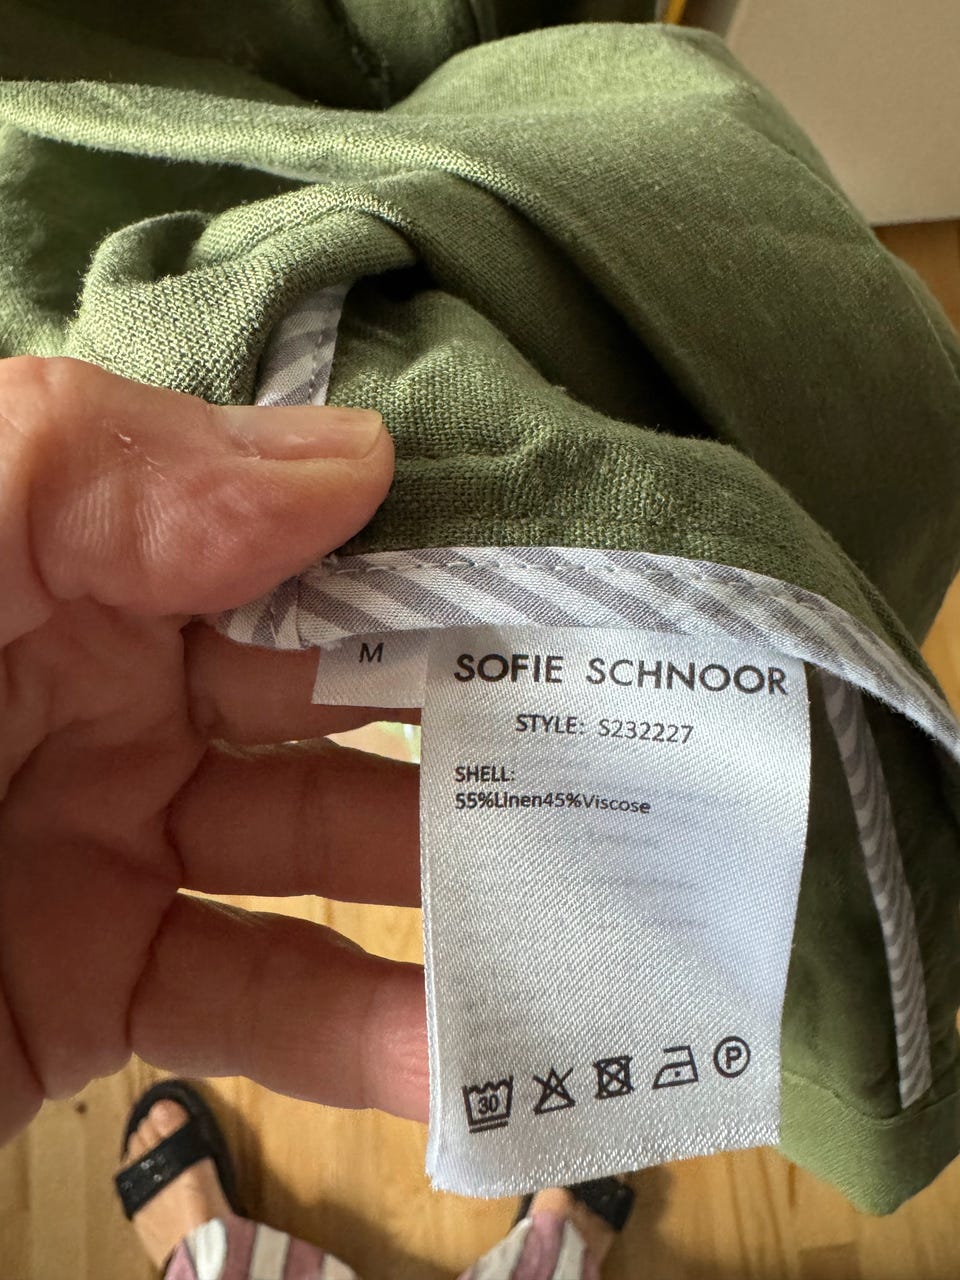 M
SOFIE SCHNOOR
STYLE: S232227
SHELL:
55%Linen45%Viscose
30
P